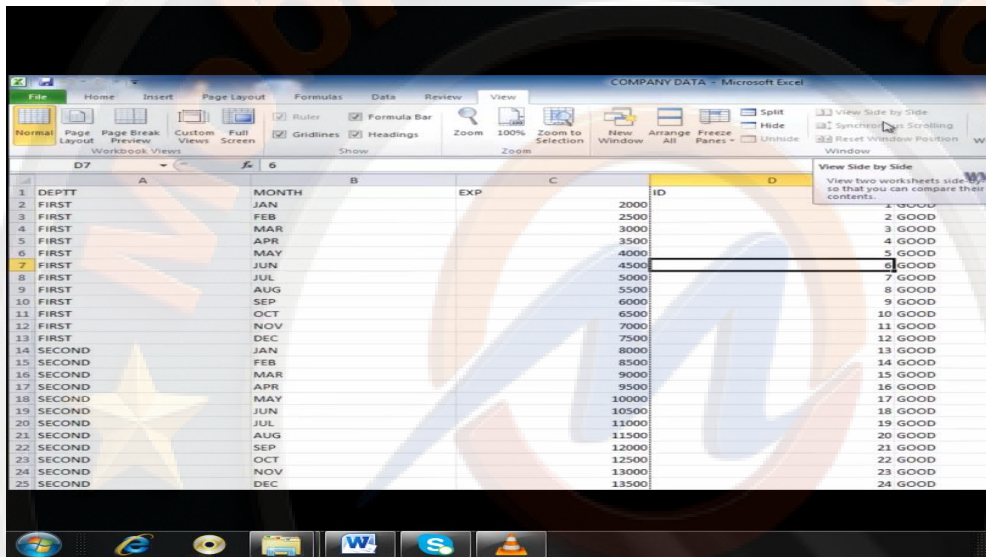 COMPANY DATA - Microsoft Excel
File Home Insert Page Layout Formulas Data Review View
Normal Page Layout Page Break Preview Custom Views Full Screen
Workbook Views
Ruler Formula Bar
Gridlines Headings
Show
Zoom 100% Zoom to Selection
Zoom
New Window Arrange All Freeze Panes
Split
Hide
Unhide
View Side by Side
Synchronous Scrolling
Reset Window Position
Window
D7 fx 6
View Side by Side
View two worksheets side-by
so that you can compare their
contents.
A B C D
1 DEPTT MONTH EXP ID
2 FIRST JAN 2000 1 GOOD
3 FIRST FEB 2500 2 GOOD
4 FIRST MAR 3000 3 GOOD
5 FIRST APR 3500 4 GOOD
6 FIRST MAY 4000 5 GOOD
7 FIRST JUN 4500 6 GOOD
8 FIRST JUL 5000 7 GOOD
9 FIRST AUG 5500 8 GOOD
10 FIRST SEP 6000 9 GOOD
11 FIRST OCT 6500 10 GOOD
12 FIRST NOV 7000 11 GOOD
13 FIRST DEC 7500 12 GOOD
14 SECOND JAN 8000 13 GOOD
15 SECOND FEB 8500 14 GOOD
16 SECOND MAR 9000 15 GOOD
17 SECOND APR 9500 16 GOOD
18 SECOND MAY 10000 17 GOOD
19 SECOND JUN 10500 18 GOOD
20 SECOND JUL 11000 19 GOOD
21 SECOND AUG 11500 20 GOOD
22 SECOND SEP 12000 21 GOOD
23 SECOND OCT 12500 22 GOOD
24 SECOND NOV 13000 23 GOOD
25 SECOND DEC 13500 24 GOOD